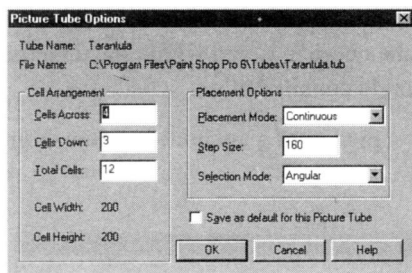 Picture Tube Options
Tube Name: Tarantula
File Name: C:\Program Files\Paint Shop Pro 6\Tubes\Tarantula.tub
Cell Arrangement
Cells Across: 4
Cells Down: 3
Total Cells: 12
Cell Width: 200
Cell Height: 200
Placement Options
Placement Mode: Continuous
Step Size: 160
Selection Mode: Angular
Save as default for this Picture Tube
OK Cancel Help